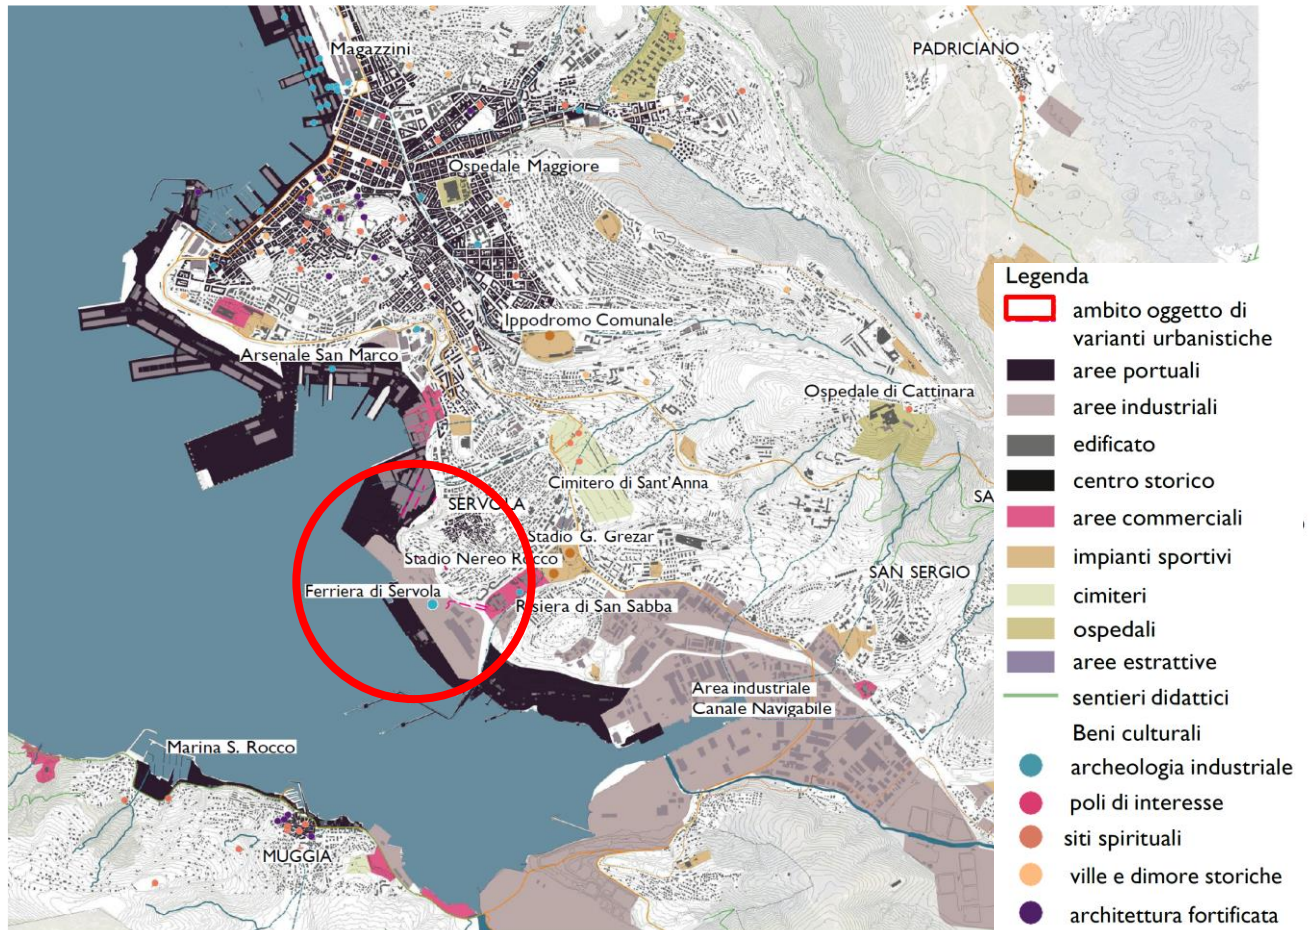 Magazzini
PADRICIANO
Ospedale Maggiore
Ippodromo Comunale
Arsenale San Marco
Ospedale di Cattinara
Cimitero di Sant'Anna
SA
SERVOLA
Stadio G. Grezar
Stadio Nereo Rocco
SAN SERGIO
Ferriera di Servola
Risiera di San Sabba
Area industriale
Canale Navigabile
Marina S. Rocco
MUGGIA
Legenda
ambito oggetto di
varianti urbanistiche
aree portuali
aree industriali
edificato
centro storico
aree commerciali
impianti sportivi
cimiteri
ospedali
aree estrattive
sentieri didattici
Beni culturali
archeologia industriale
poli di interesse
siti spirituali
ville e dimore storiche
architettura fortificata